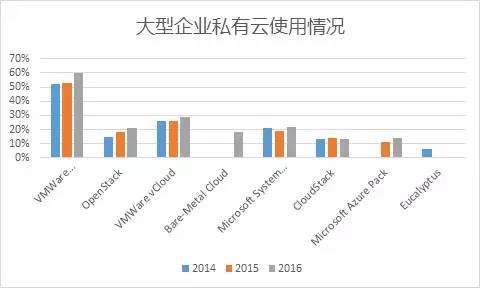 大型企业私有云使用情况
70%
60%
50%
40%
30%
20%
10%
0%
VMWare...
OpenStack
VMWare vCloud
Bare-Metal Cloud
Microsoft System...
CloudStack
Microsoft Azure Pack
Eucalyptus
2014 2015 2016